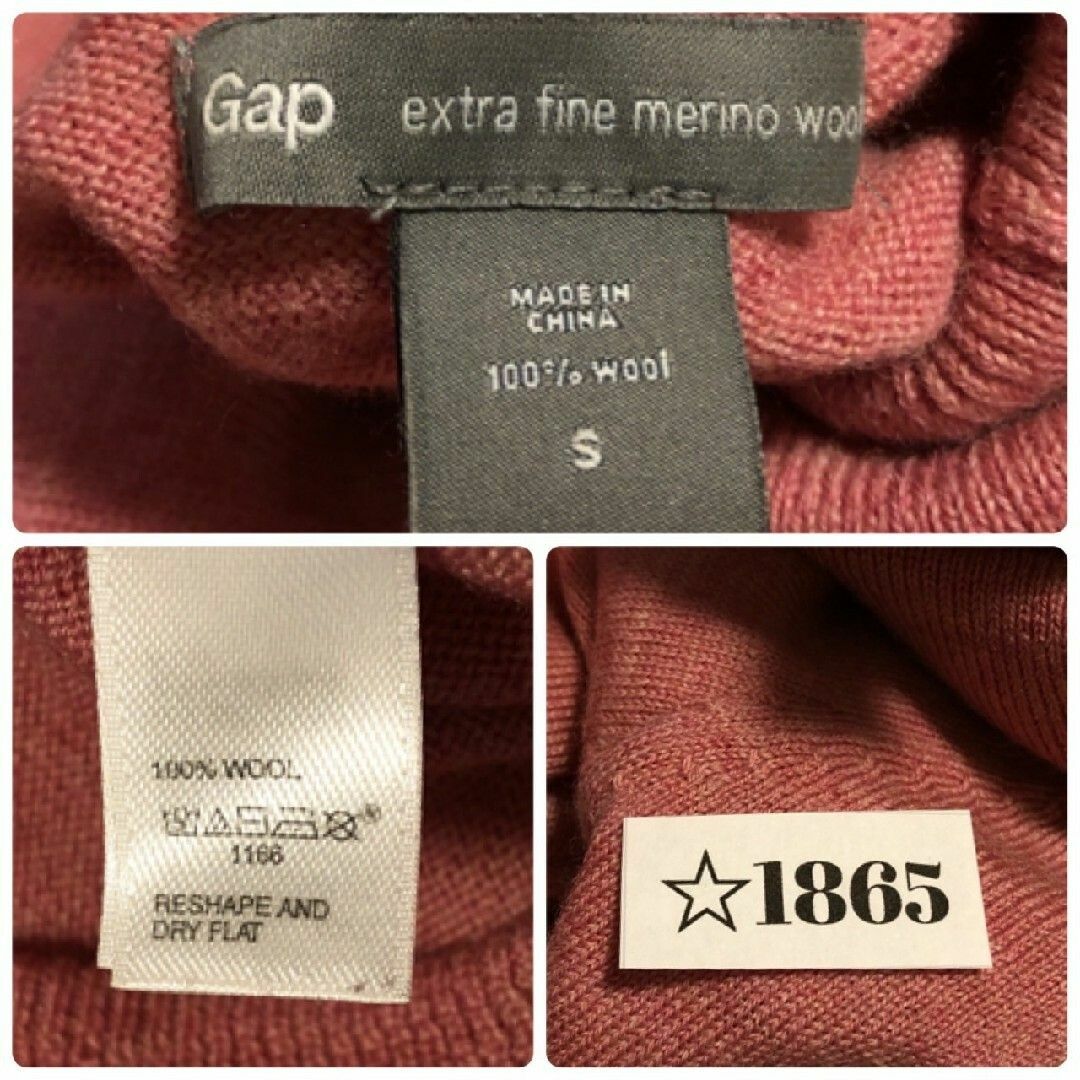 Gap extra fine merino wool
MADE IN
CHINA
100% wool
S
100% WOOL
1166
RESHAPE AND
DRY FLAT
☆1865